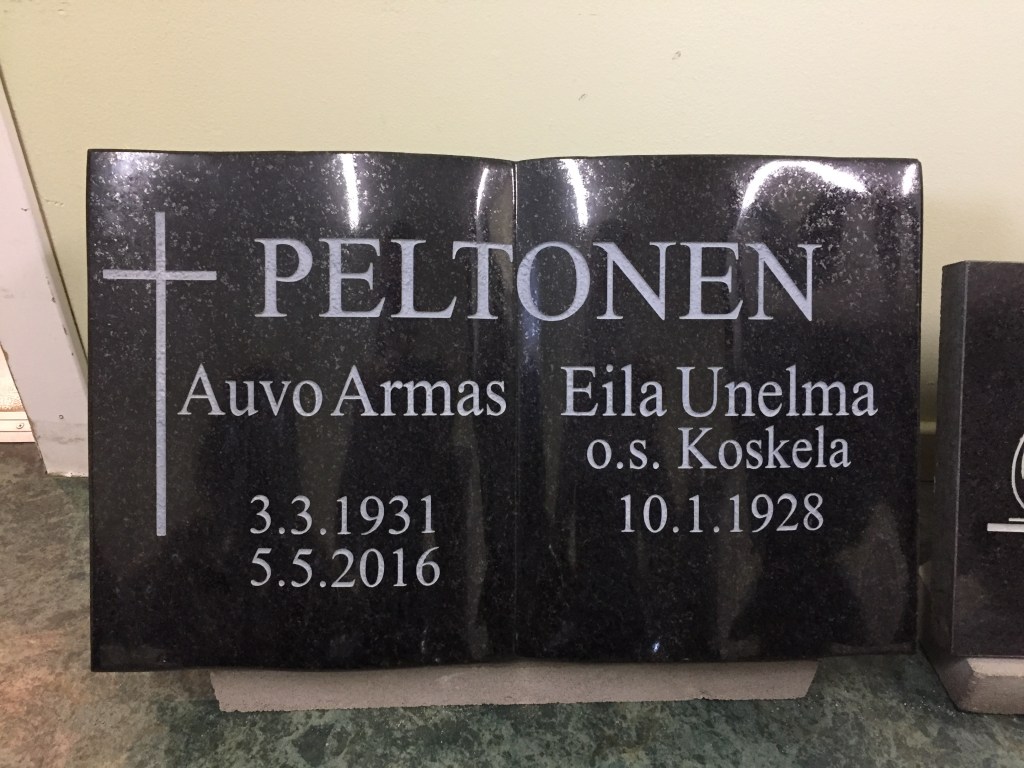 PELTONEN
Auvo Armas
3.3.1931
5.5.2016
Eila Unelma
o.s. Koskela
10.1.1928